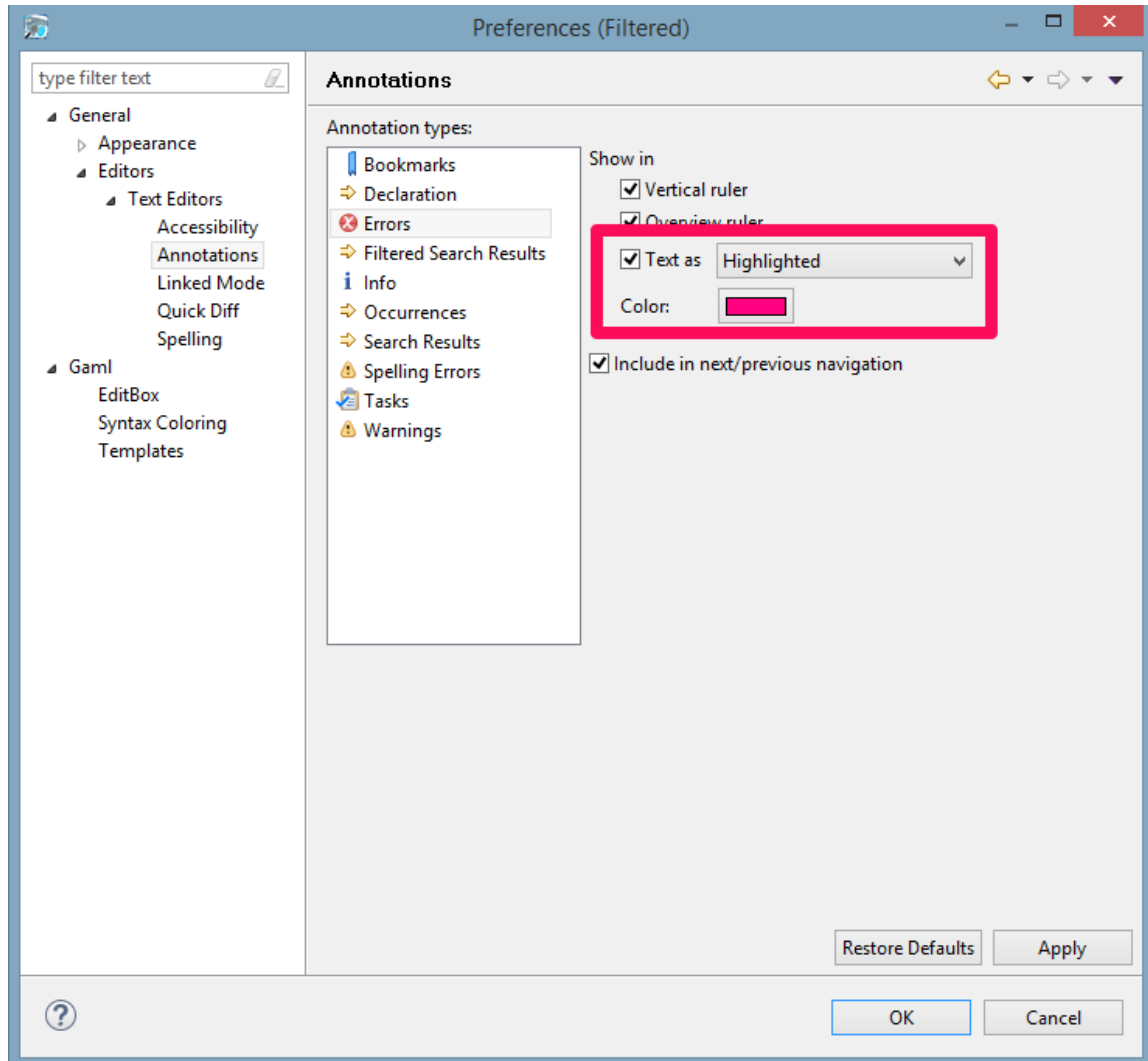 Preferences (Filtered)
type filter text
General
Appearance
Editors
Text Editors
Accessibility
Annotations
Linked Mode
Quick Diff
Spelling
Gaml
EditBox
Syntax Coloring
Templates
Annotations
Annotation types:
Bookmarks
Declaration
Errors
Filtered Search Results
Info
Occurrences
Search Results
Spelling Errors
Tasks
Warnings
Show in
Vertical ruler
Overview ruler
Text as Highlighted
Color:
Include in next/previous navigation
Restore Defaults Apply
OK Cancel